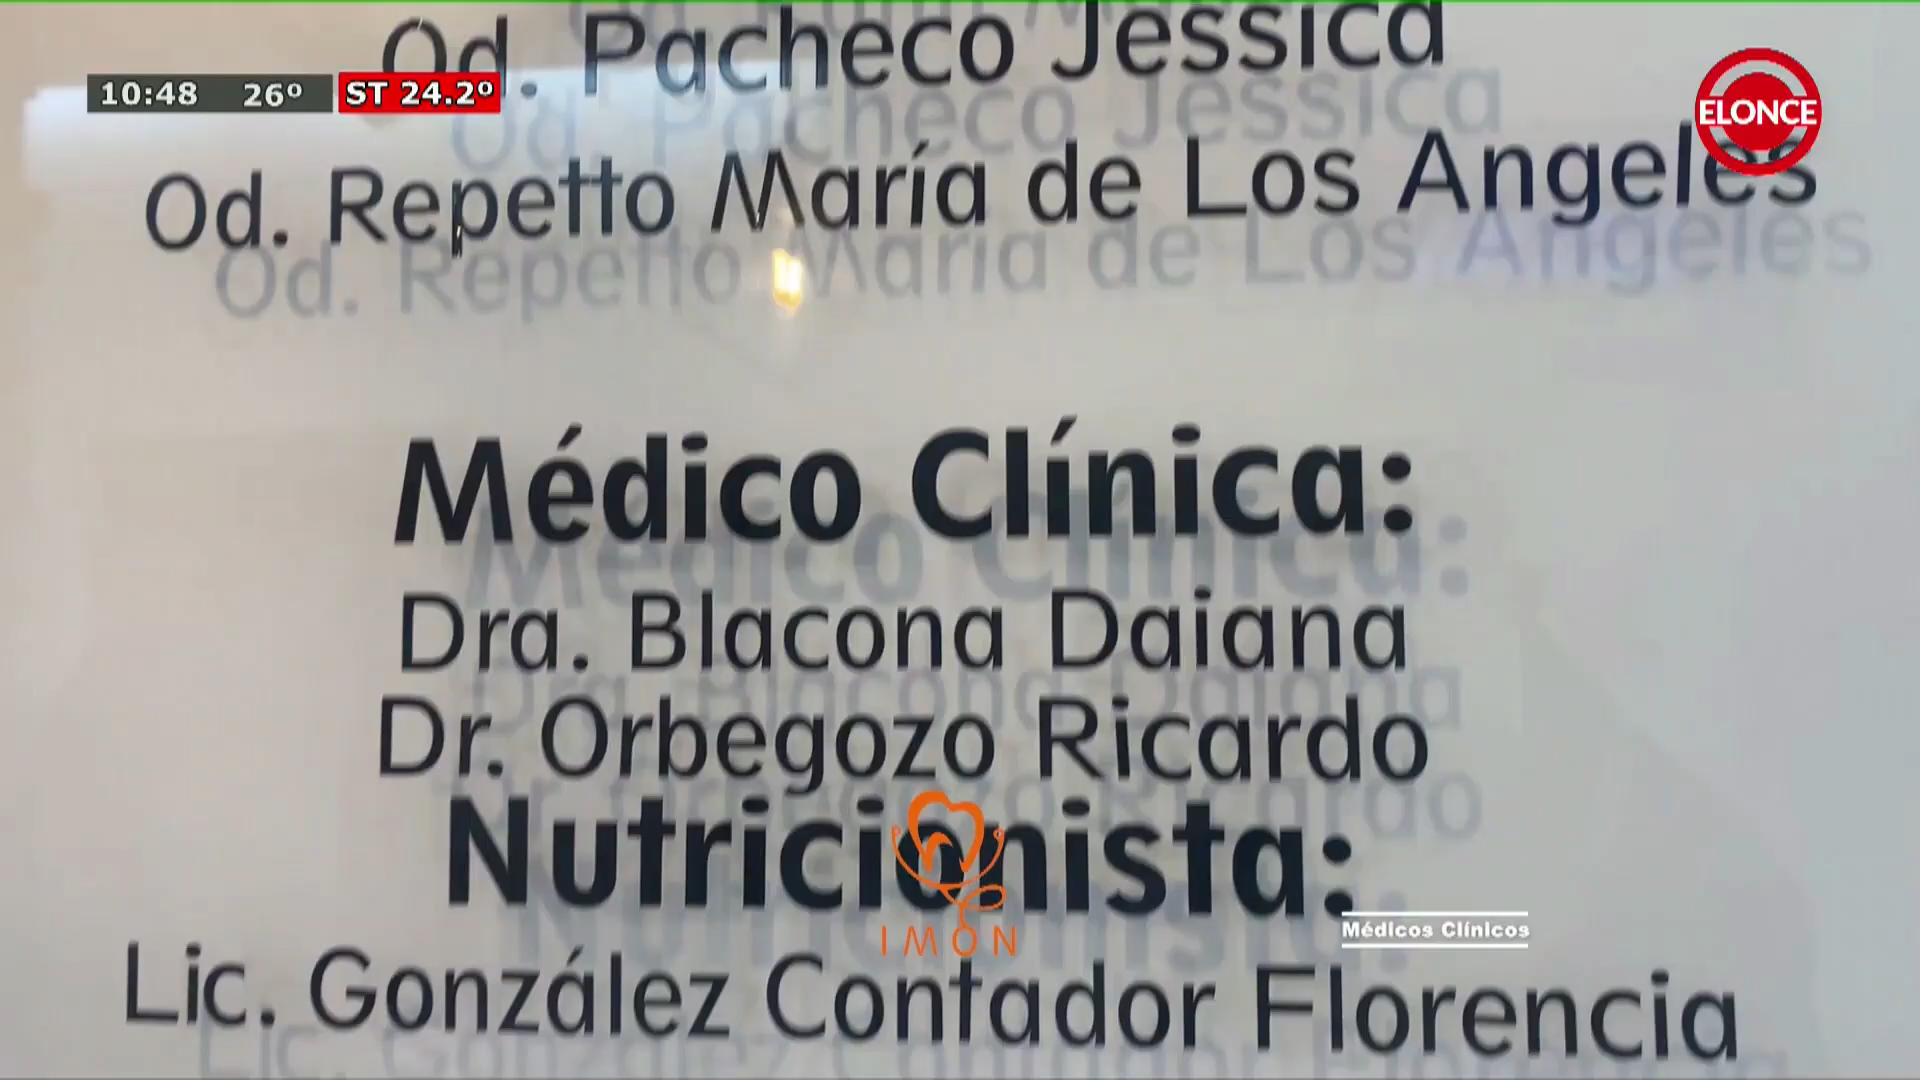 Od. Pacheco Jessica
10:48 26º ST 24.2º
ELONCE
Od. Repetto María de Los Angeles
Médico Clínica:
Dra. Blacona Daiana
Dr. Orbegozo Ricardo
Nutricionista:
IMON
Médicos Clínicos
Lic. González Contador Florencia